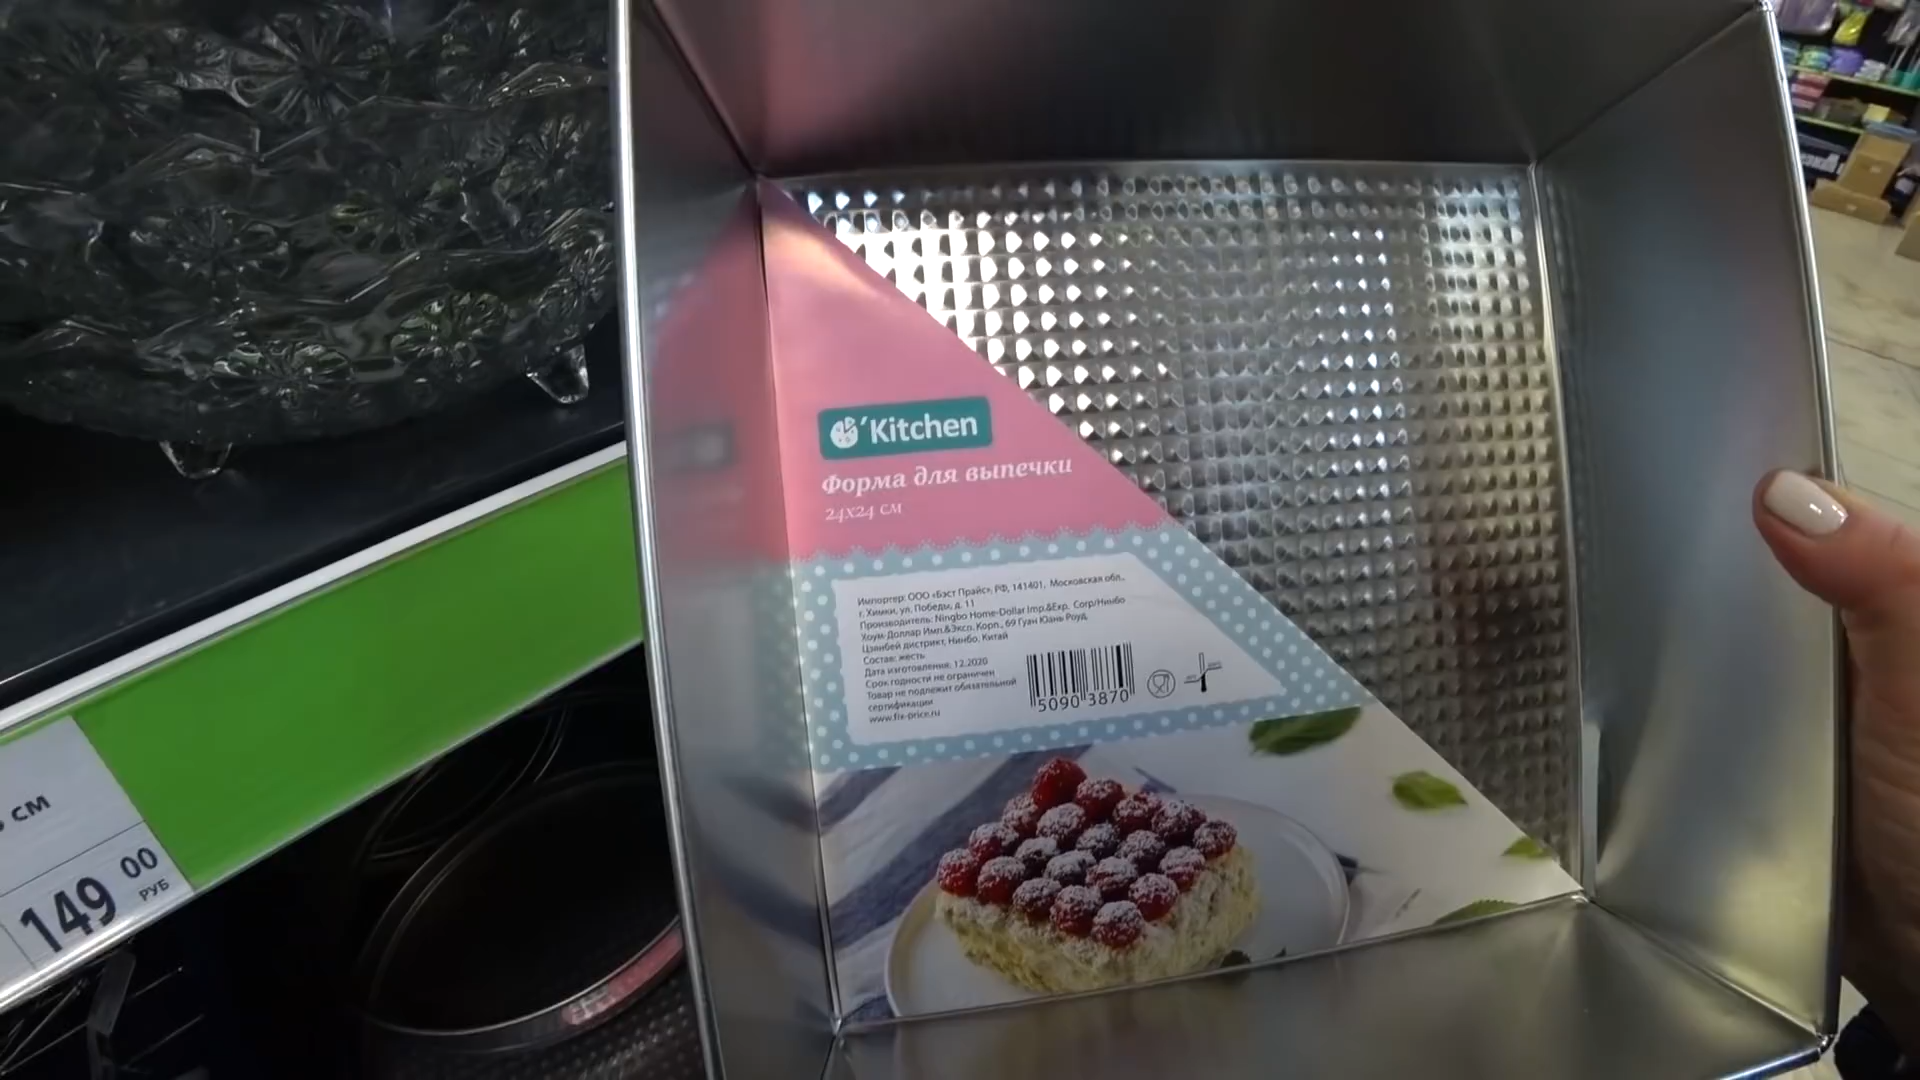 'Kitchen
Форма для выпечки
24x24 см
Импортер: ООО «Бэст Прайс», РФ, 141401, Московская обл.,
г. Химки, ул. Победы, д. 11
Производитель: Ningbo Home-Dollar Imp.&Exp. Corp/Нинбо
Хоум-Доллар Имп.&Эксп. Корп., 69 Гуан Юань Роуд,
Цзянбей дистрикт, Нинбо, Китай
Состав: жесть
Дата изготовления: 12.2020
Срок годности не ограничен
Товар не подлежит обязательной
сертификации
www.fix-price.ru
5090 3870
см
149 00
РУБ